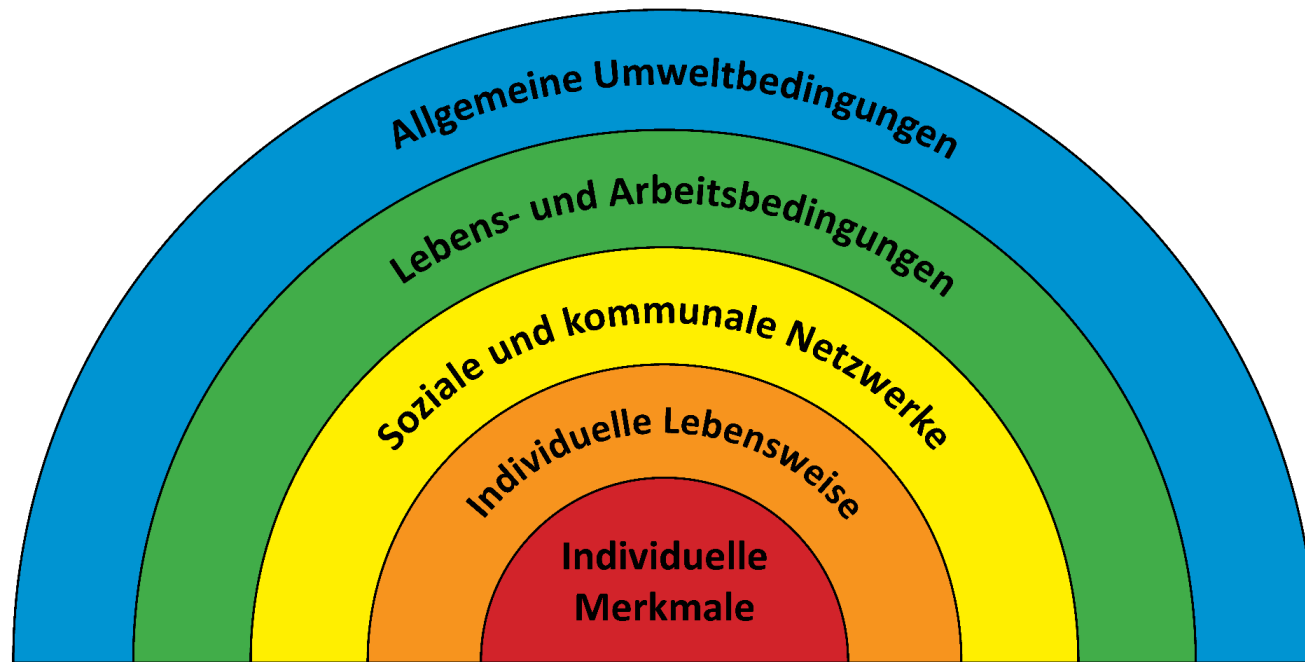 Allgemeine Umweltbedingungen
Lebens- und Arbeitsbedingungen
Soziale und kommunale Netzwerke
Individuelle Lebensweise
Individuelle
Merkmale